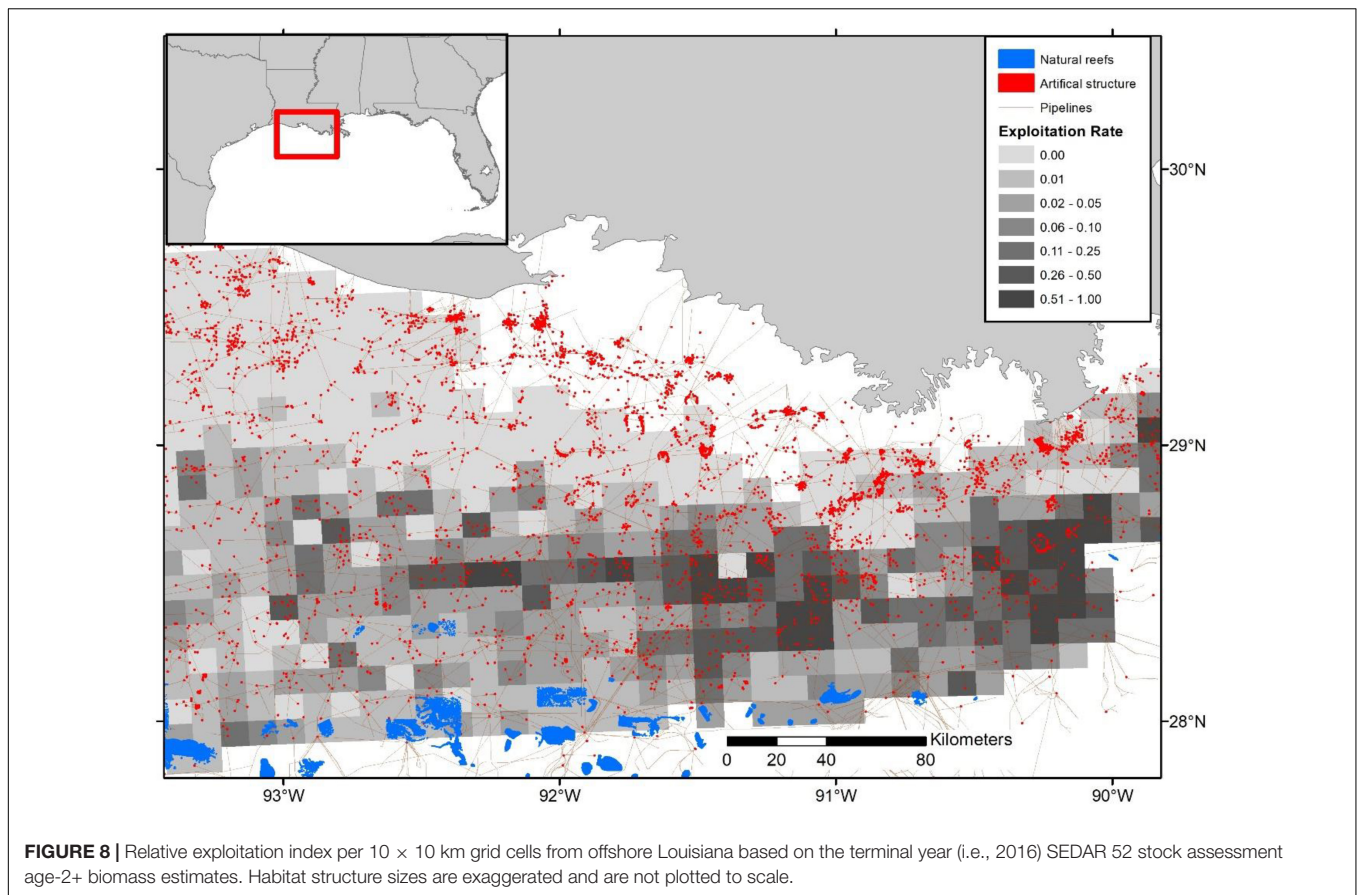 Natural reefs
Artifical structure
Pipelines
Exploitation Rate
0.00
0.01
0.02 - 0.05
0.06 - 0.10
0.11 - 0.25
0.26 - 0.50
0.51 - 1.00
30°N
29°N
28°N
Kilometers
0 20 40 80
93°W 92°W 91°W 90°W
FIGURE 8 | Relative exploitation index per 10 × 10 km grid cells from offshore Louisiana based on the terminal year (i.e., 2016) SEDAR 52 stock assessment
age-2+ biomass estimates. Habitat structure sizes are exaggerated and are not plotted to scale.